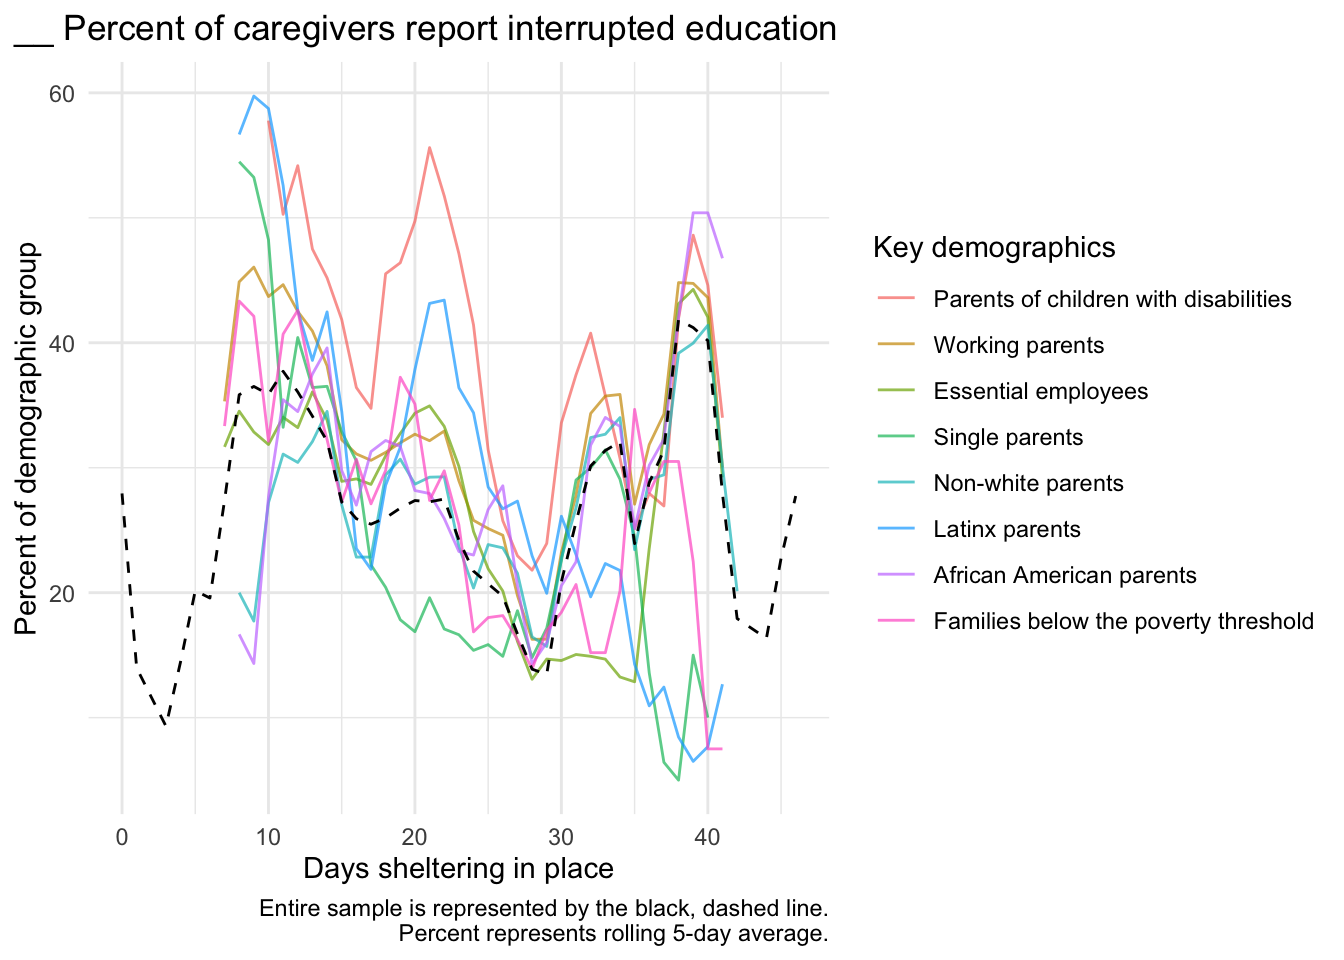 __ Percent of caregivers report interrupted education
Percent of demographic group
60
40
20
0 10 20 30 40
Days sheltering in place
Entire sample is represented by the black, dashed line.
Percent represents rolling 5-day average.
Key demographics
Parents of children with disabilities
Working parents
Essential employees
Single parents
Non-white parents
Latinx parents
African American parents
Families below the poverty threshold